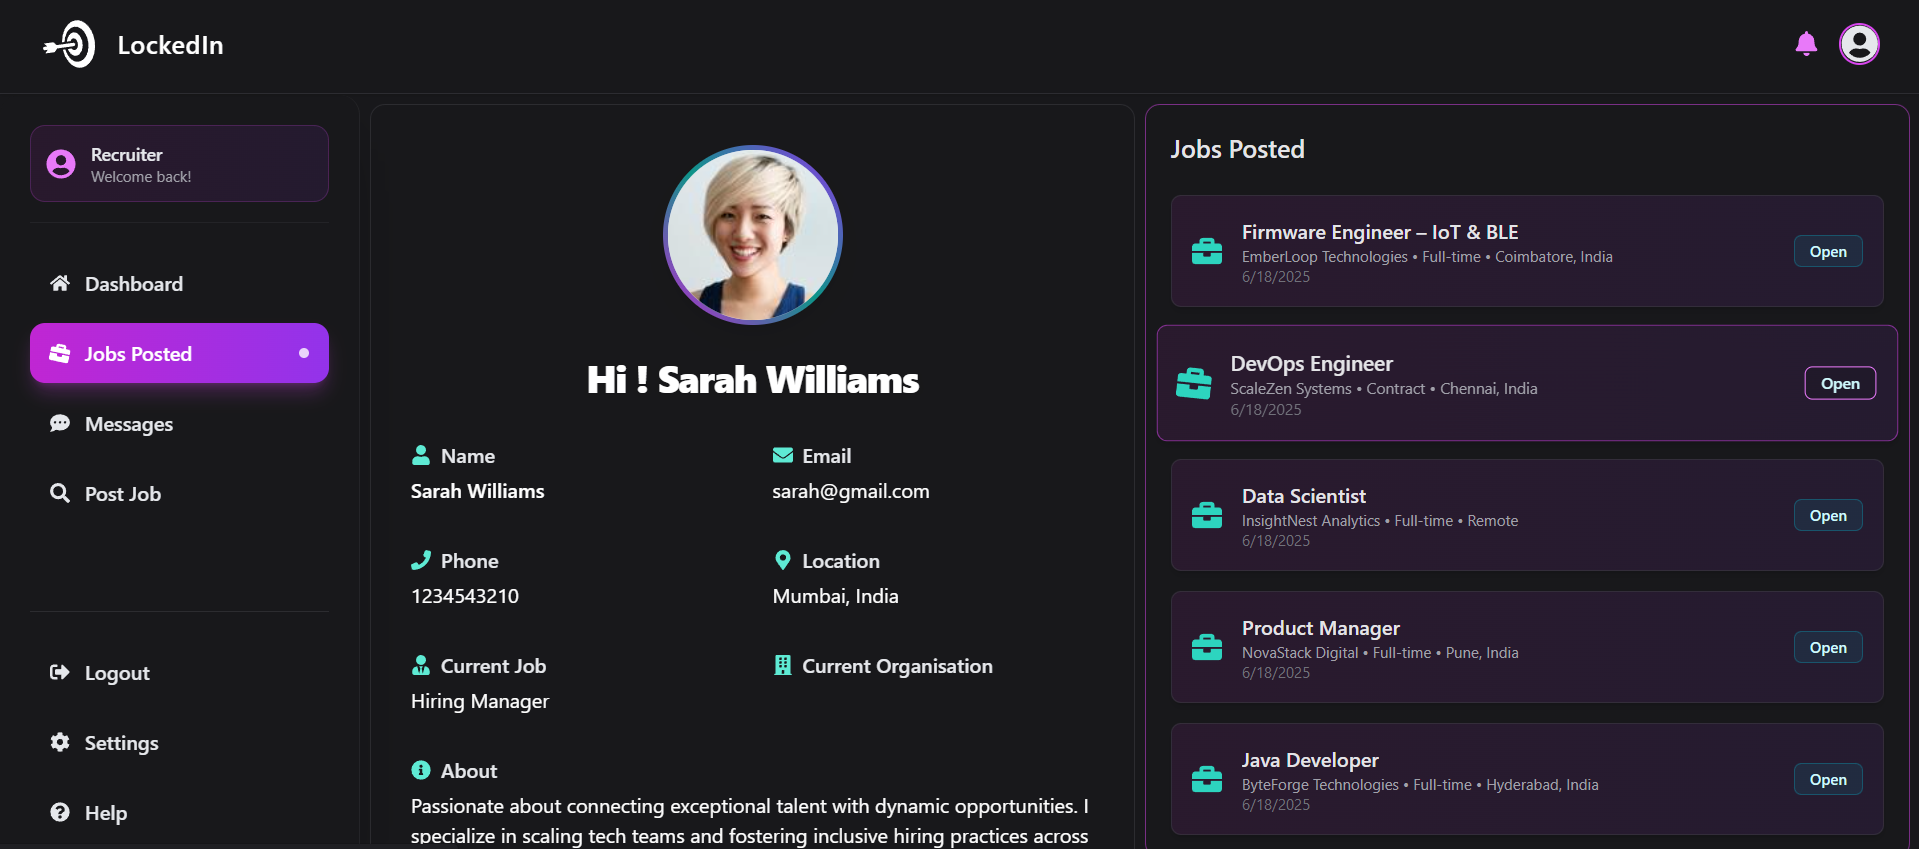 LockedIn
Recruiter
Welcome back!
Dashboard
Jobs Posted
Messages
Post Job
Logout
Settings
Help
Hi ! Sarah Williams
Name
Sarah Williams
Email
sarah@gmail.com
Phone
1234543210
Location
Mumbai, India
Current Job
Hiring Manager
Current Organisation
About
Passionate about connecting exceptional talent with dynamic opportunities. I
specialize in scaling tech teams and fostering inclusive hiring practices across
Jobs Posted
Firmware Engineer – IoT & BLE
EmberLoop Technologies • Full-time • Coimbatore, India
6/18/2025
Open
DevOps Engineer
ScaleZen Systems • Contract • Chennai, India
6/18/2025
Open
Data Scientist
InsightNest Analytics • Full-time • Remote
6/18/2025
Open
Product Manager
NovaStack Digital • Full-time • Pune, India
6/18/2025
Open
Java Developer
ByteForge Technologies • Full-time • Hyderabad, India
6/18/2025
Open